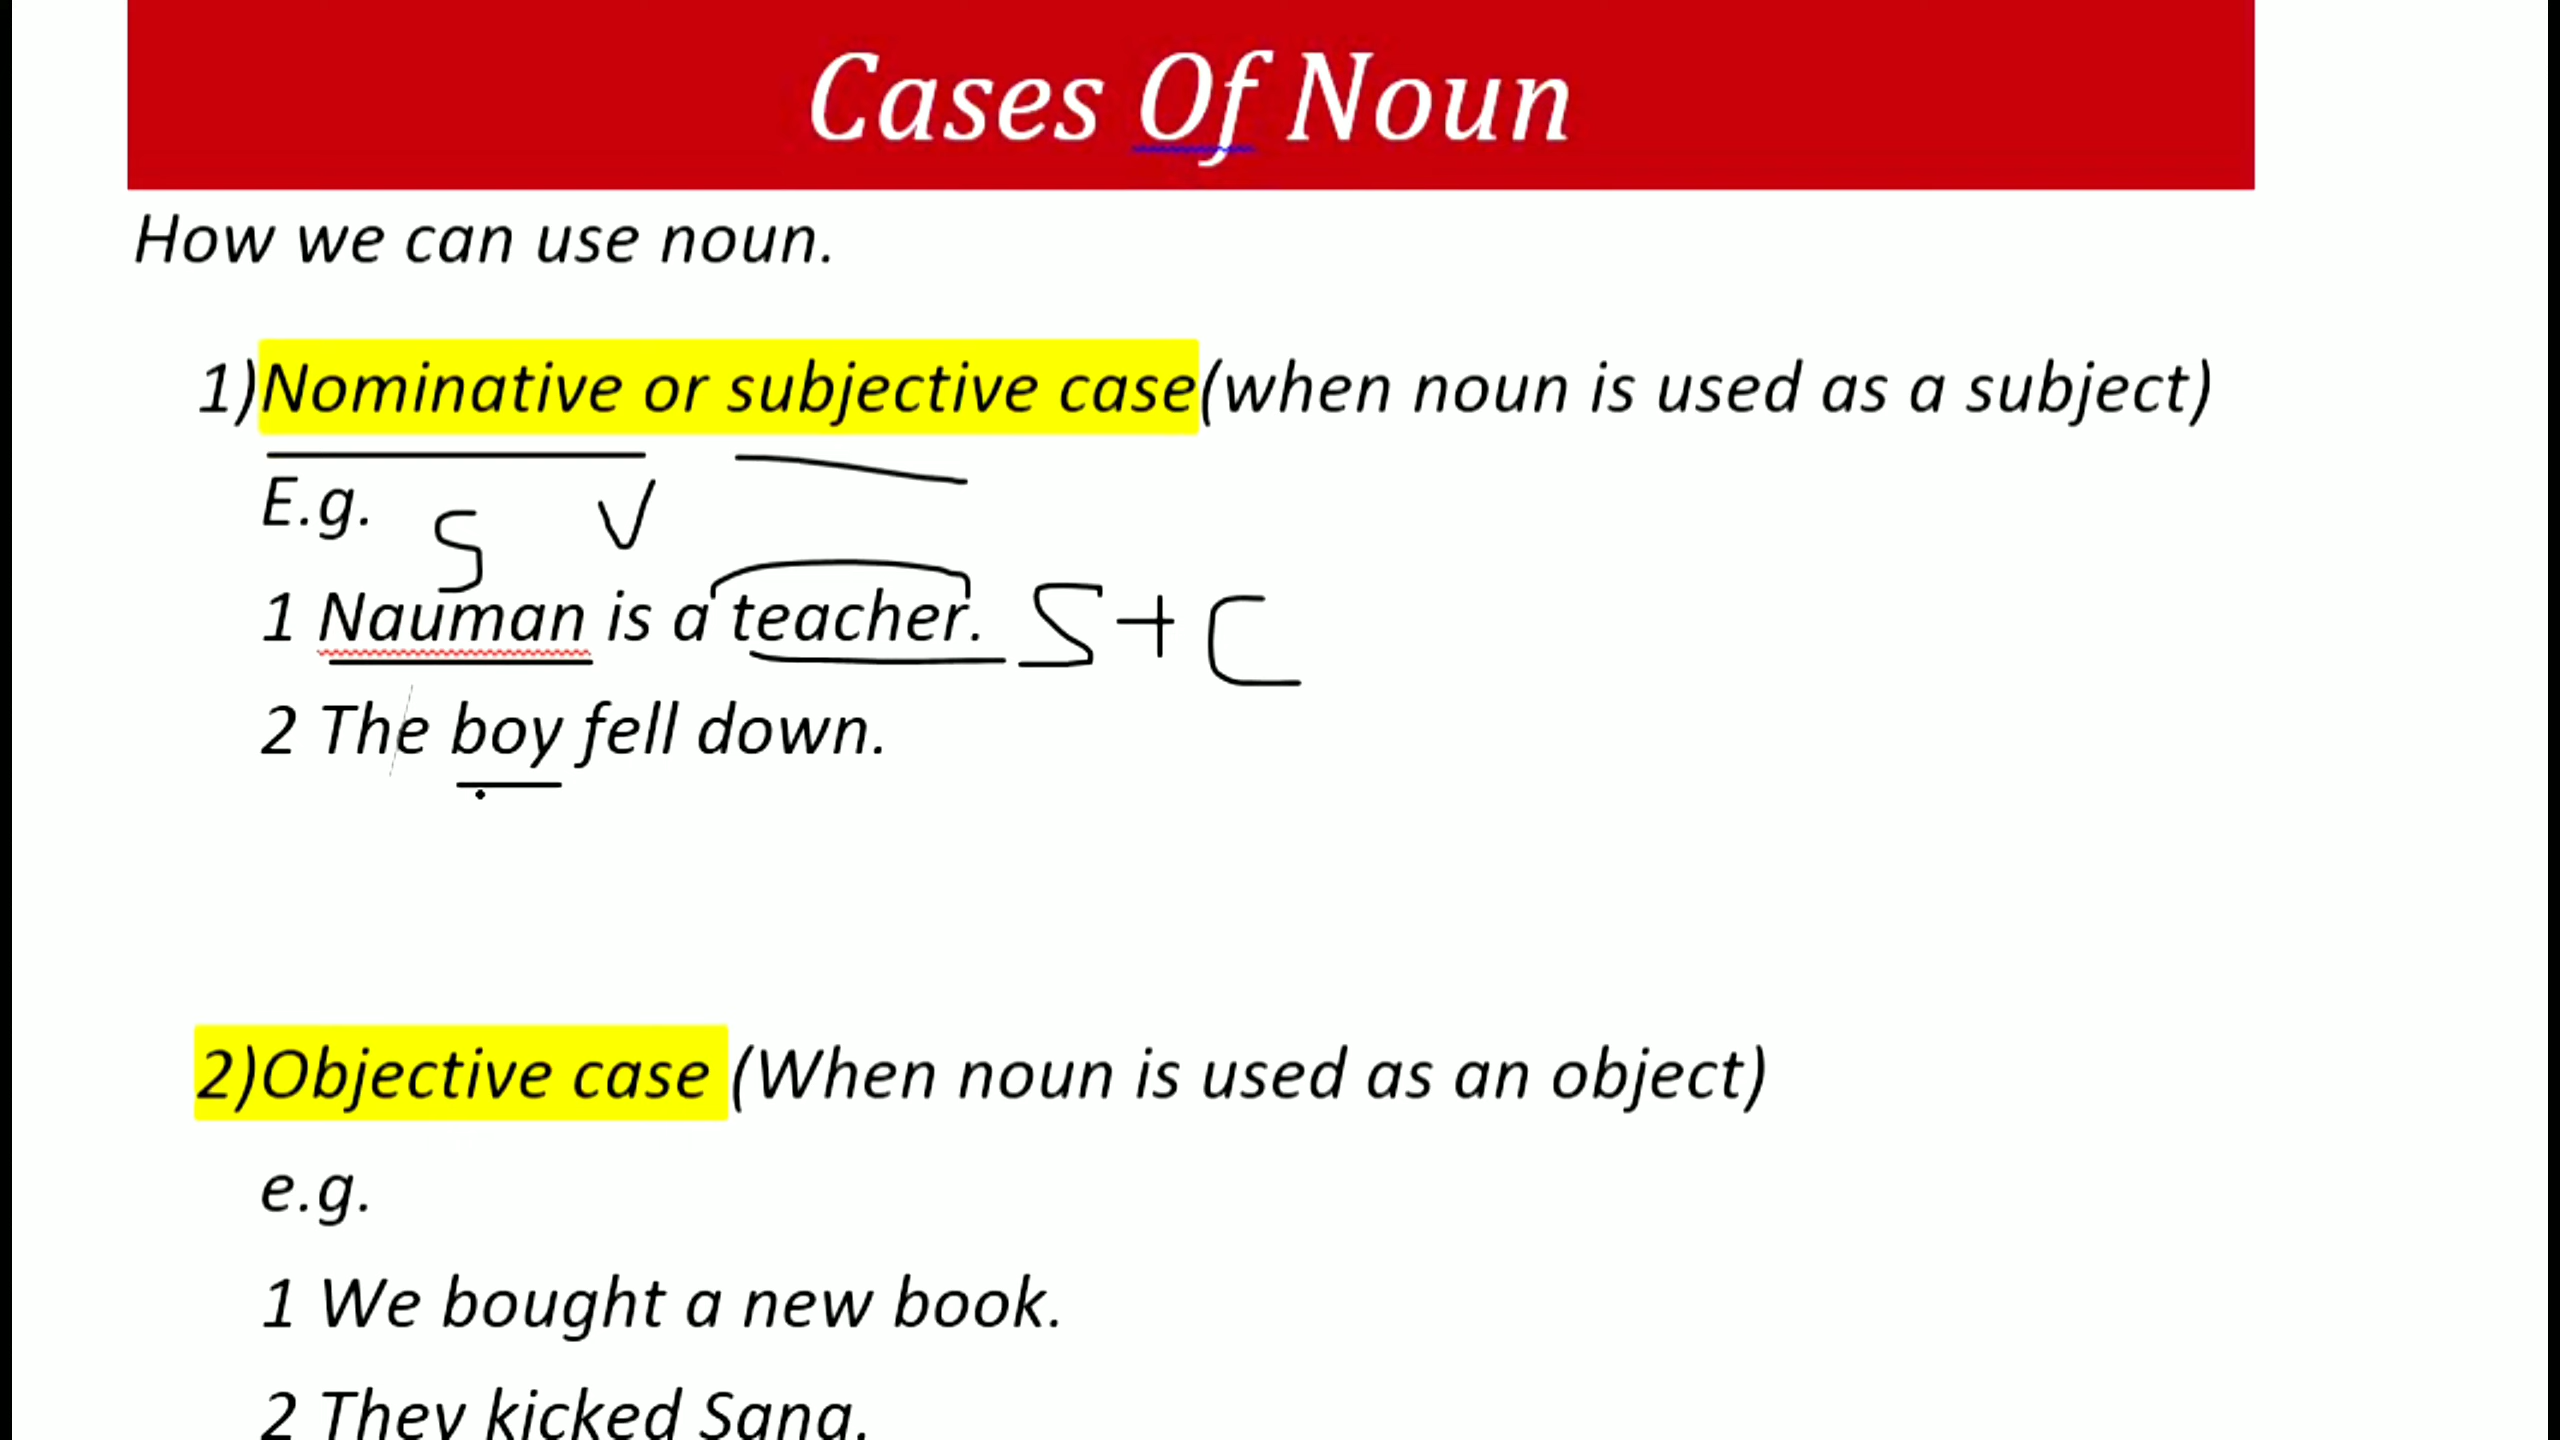 Cases Of Noun
How we can use noun.
1)Nominative or subjective case(when noun is used as a subject)
E.g.
S V
1 Nauman is a teacher. S+C
2 The boy fell down.
2)Objective case (When noun is used as an object)
e.g.
1 We bought a new book.
2 They kicked Sana.